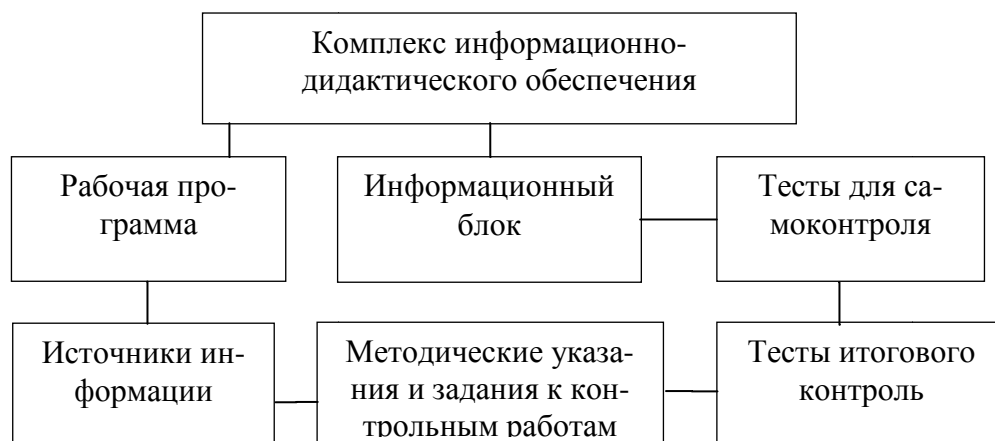 Комплекс информационно-
дидактического обеспечения
Рабочая про-
грамма
Информационный
блок
Тесты для са-
моконтроля
Источники ин-
формации
Методические указа-
ния и задания к кон-
трольным работам
Тесты итогового
контроль